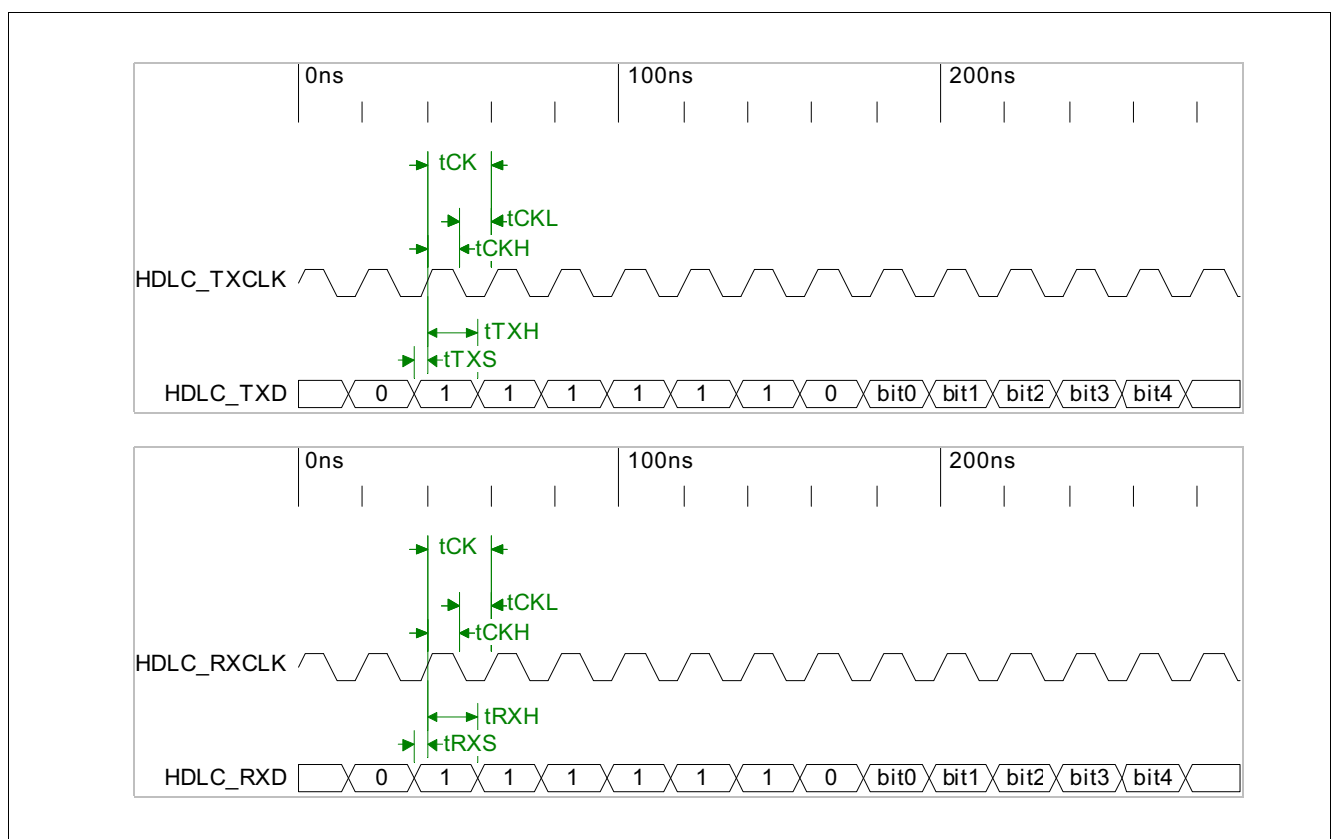 0ns 100ns 200ns
tCK
tCKL
tCKH
HDLC_TXCLK
tTXH
tTXS
HDLC_TXD 0 1 1 1 1 1 1 0 bit0 bit1 bit2 bit3 bit4
0ns 100ns 200ns
tCK
tCKL
tCKH
HDLC_RXCLK
tRXH
tRXS
HDLC_RXD 0 1 1 1 1 1 1 0 bit0 bit1 bit2 bit3 bit4